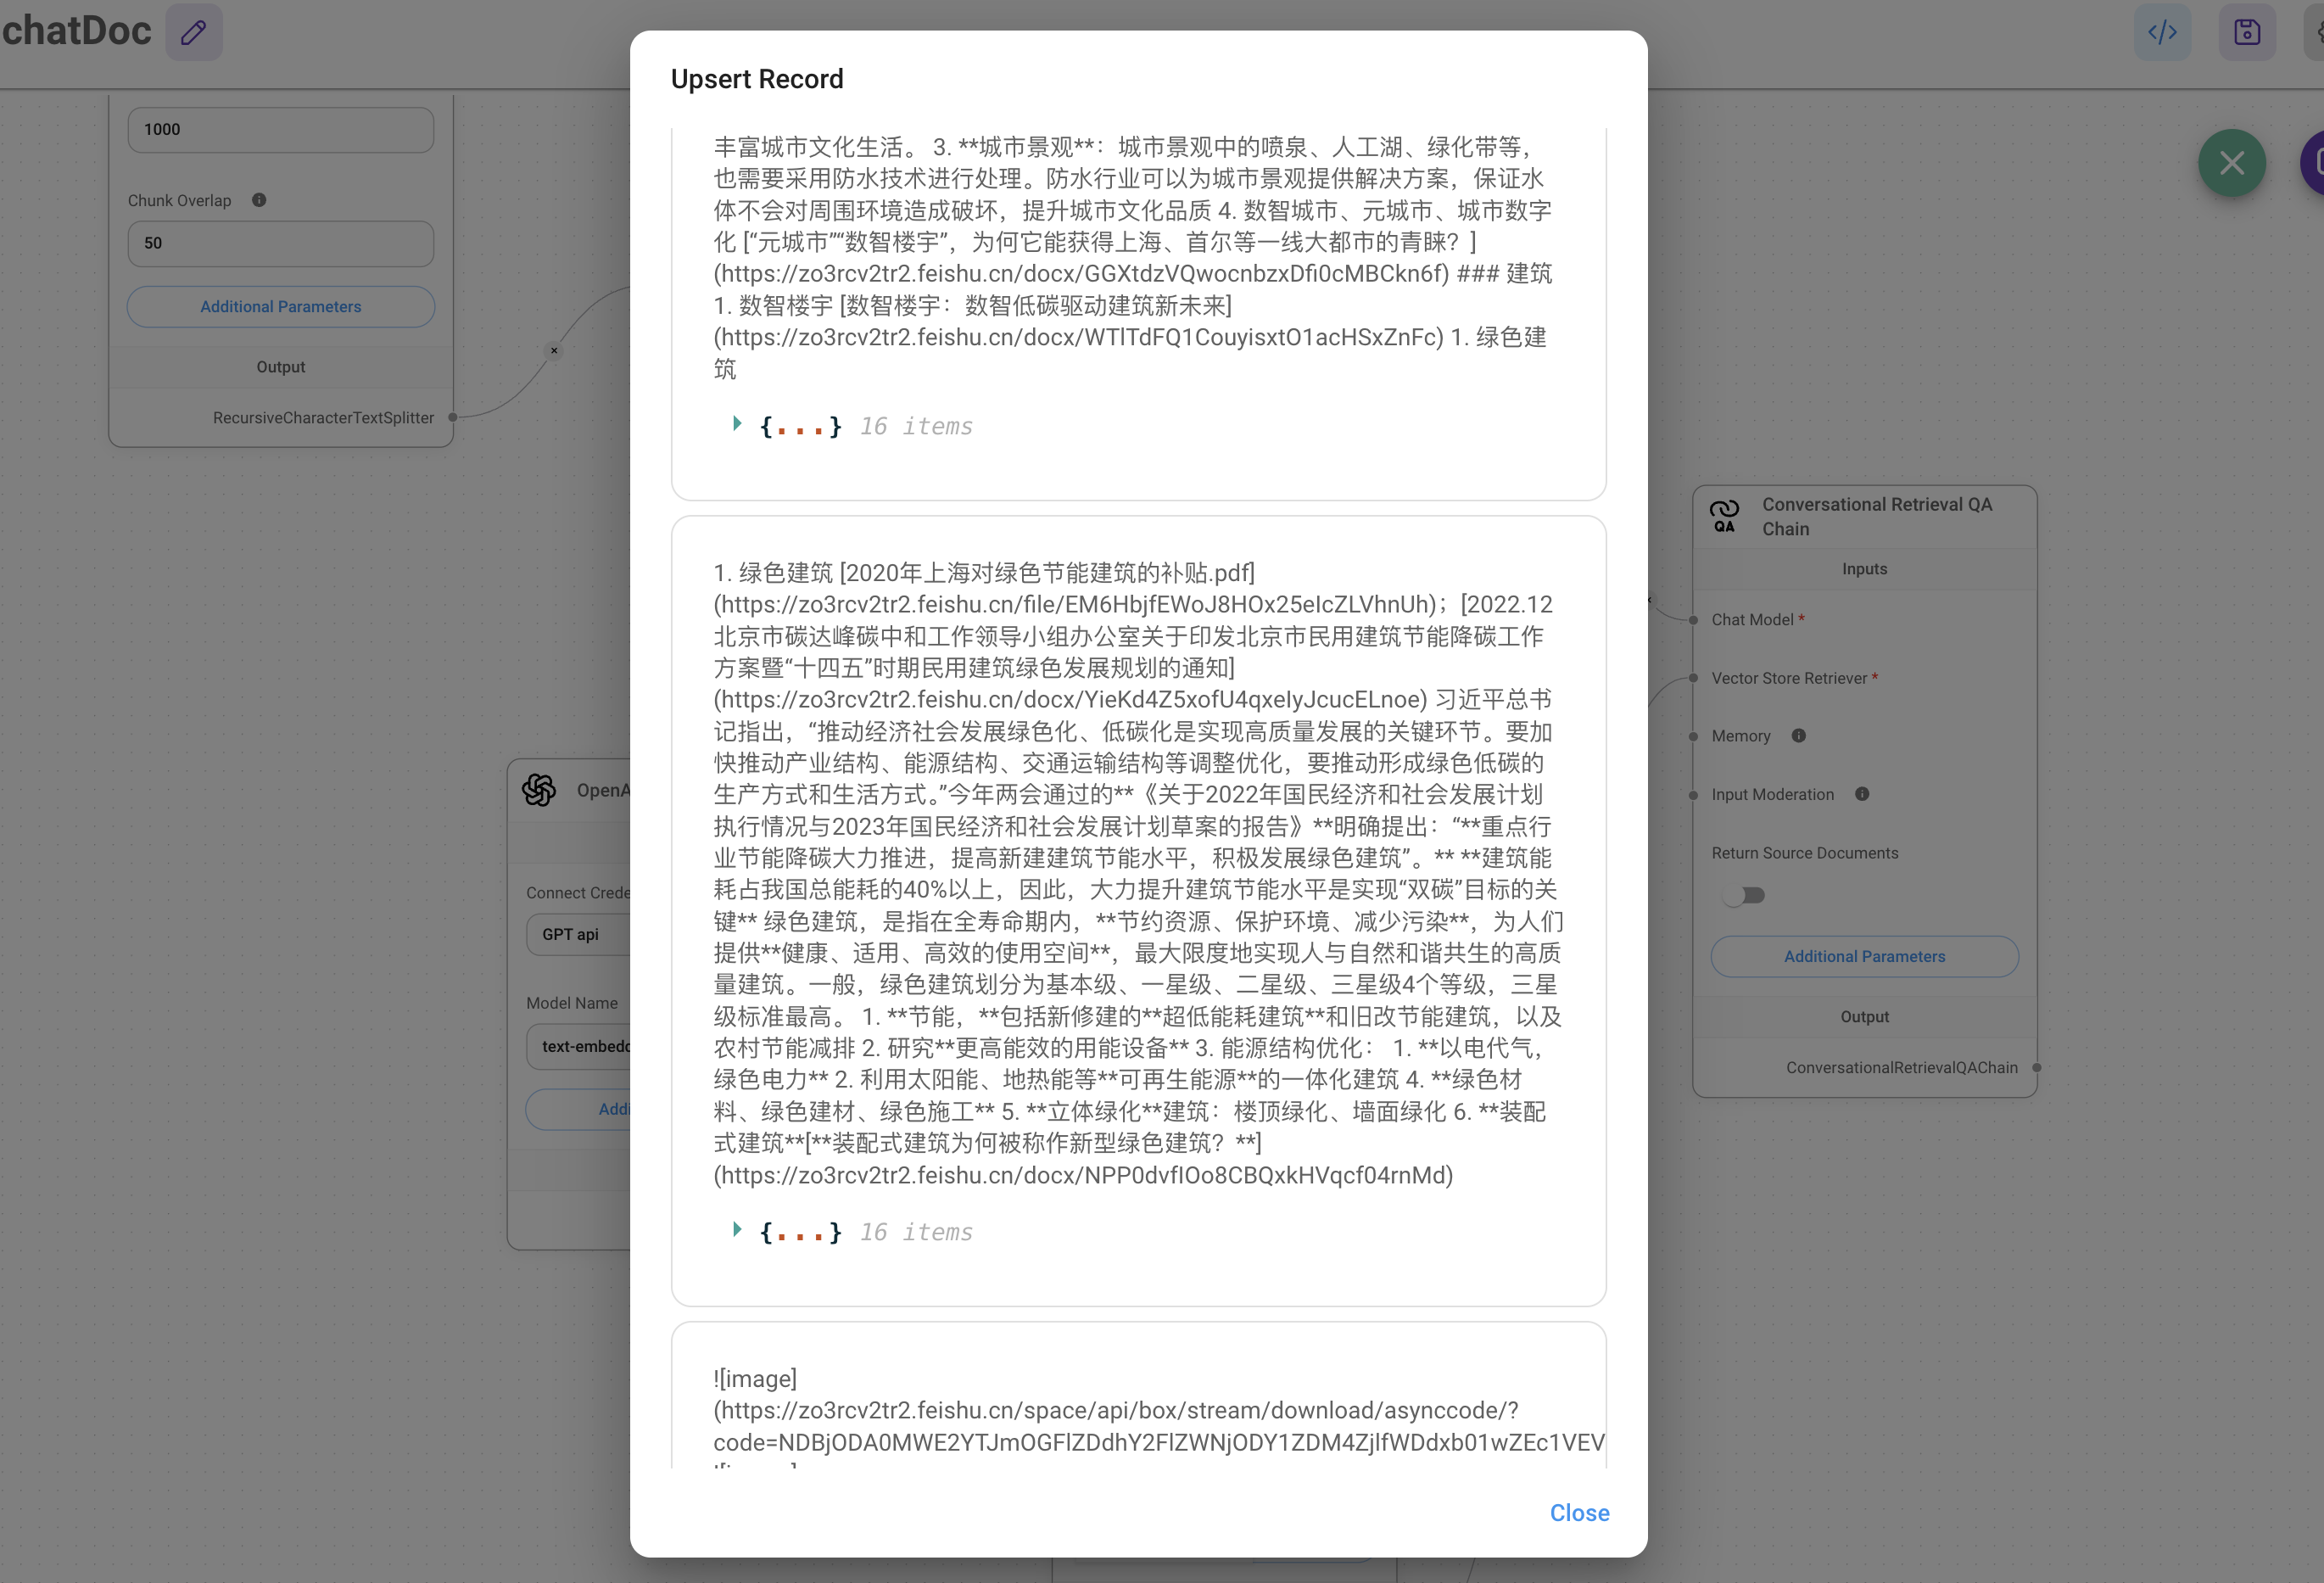 chatDoc
Upsert Record
1000
Chunk Overlap
50
Additional Parameters
Output
RecursiveCharacterTextSplitter
丰富城市文化生活。 3. **城市景观**：城市景观中的喷泉、人工湖、绿化带等，
也需要采用防水技术进行处理。防水行业可以为城市景观提供解决方案，保证水
体不会对周围环境造成破坏，提升城市文化品质 4. 数智城市、元城市、城市数字
化 [“元城市”“数智楼宇”，为何它能获得上海、首尔等一线大都市的青睐？]
(https://zo3rcv2tr2.feishu.cn/docx/GGXtdzVQwocnbzxDfi0cMBCkn6f) ### 建筑
1. 数智楼宇 [数智楼宇：数智低碳驱动建筑新未来]
(https://zo3rcv2tr2.feishu.cn/docx/WTlTdFQ1CouyisxtO1acHSxZnFc) 1. 绿色建
筑
{...} 16 items
1. 绿色建筑 [2020年上海对绿色节能建筑的补贴.pdf]
(https://zo3rcv2tr2.feishu.cn/file/EM6HbjfEWoJ8HOx25eIcZLVhnUh)；[2022.12
北京市碳达峰碳中和工作领导小组办公室关于印发北京市民用建筑节能降碳工作
方案暨“十四五”时期民用建筑绿色发展规划的通知]
(https://zo3rcv2tr2.feishu.cn/docx/YieKd4Z5xofU4qxeIyJcucELnoe) 习近平总书
记指出，“推动经济社会发展绿色化、低碳化是实现高质量发展的关键环节。要加
快推动产业结构、能源结构、交通运输结构等调整优化，要推动形成绿色低碳的
生产方式和生活方式。”今年两会通过的**《关于2022年国民经济和社会发展计划
执行情况与2023年国民经济和社会发展计划草案的报告》**明确提出：“**重点行
业节能降碳大力推进，提高新建建筑节能水平，积极发展绿色建筑”。** **建筑能
耗占我国总能耗的40%以上，因此，大力提升建筑节能水平是实现“双碳”目标的关
键** 绿色建筑，是指在全寿命期内，**节约资源、保护环境、减少污染**，为人们
提供**健康、适用、高效的使用空间**，最大限度地实现人与自然和谐共生的高质
量建筑。一般，绿色建筑划分为基本级、一星级、二星级、三星级4个等级，三星
级标准最高。 1. **节能，**包括新修建的**超低能耗建筑**和旧改节能建筑，以及
农村节能减排 2. 研究**更高能效的用能设备** 3. 能源结构优化： 1. **以电代气，
绿色电力** 2. 利用太阳能、地热能等**可再生能源**的一体化建筑 4. **绿色材
料、绿色建材、绿色施工** 5. **立体绿化**建筑：楼顶绿化、墙面绿化 6. **装配
式建筑**[**装配式建筑为何被称作新型绿色建筑？**]
(https://zo3rcv2tr2.feishu.cn/docx/NPP0dvfIOo8CBQxkHVqcf04rnMd)
{...} 16 items
![image]
(https://zo3rcv2tr2.feishu.cn/space/api/box/stream/download/asynccode/?
code=NDBjODA0MWE2YTJmOGFlZDdhY2FlZWNjODY1ZDM4ZjlfWDdxb01wZEc1VEV
Close
OpenA
Connect Crede
GPT api
Model Name
text-embedd
Addi
QA
Conversational Retrieval QA
Chain
Inputs
Chat Model *
Vector Store Retriever *
Memory
Input Moderation
Return Source Documents
Additional Parameters
Output
ConversationalRetrievalQAChain